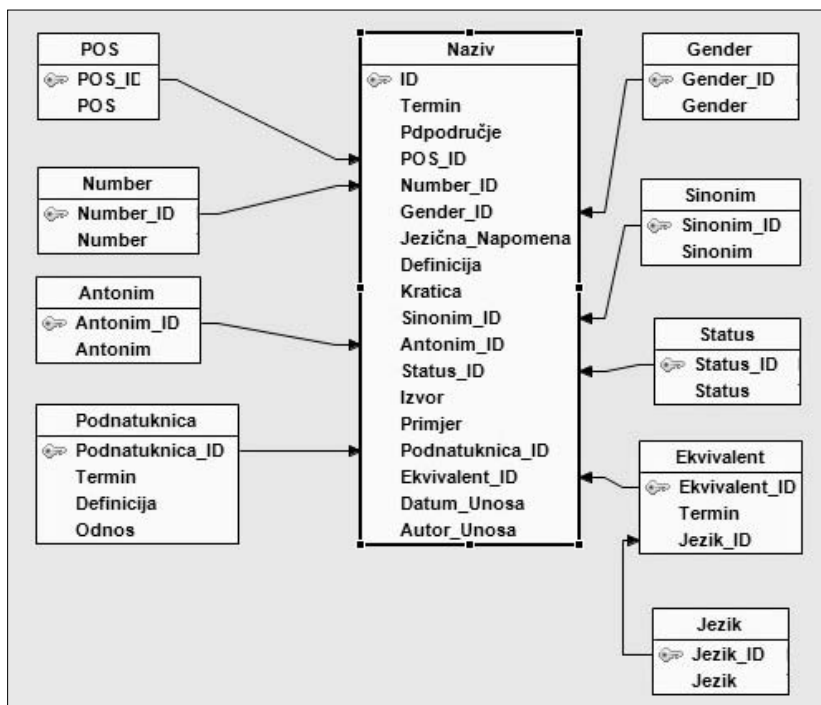 POS
POS_ID
POS
Number
Number_ID
Number
Antonim
Antonim_ID
Antonim
Podnatuknica
Podnatuknica_ID
Termin
Definicija
Odnos
Naziv
ID
Termin
Pdpodručje
POS_ID
Number_ID
Gender_ID
Jezična_Napomena
Definicija
Kratica
Sinonim_ID
Antonim_ID
Status_ID
Izvor
Primjer
Podnatuknica_ID
Ekvivalent_ID
Datum_Unosa
Autor_Unosa
Gender
Gender_ID
Gender
Sinonim
Sinonim_ID
Sinonim
Status
Status_ID
Status
Ekvivalent
Ekvivalent_ID
Termin
Jezik_ID
Jezik
Jezik_ID
Jezik